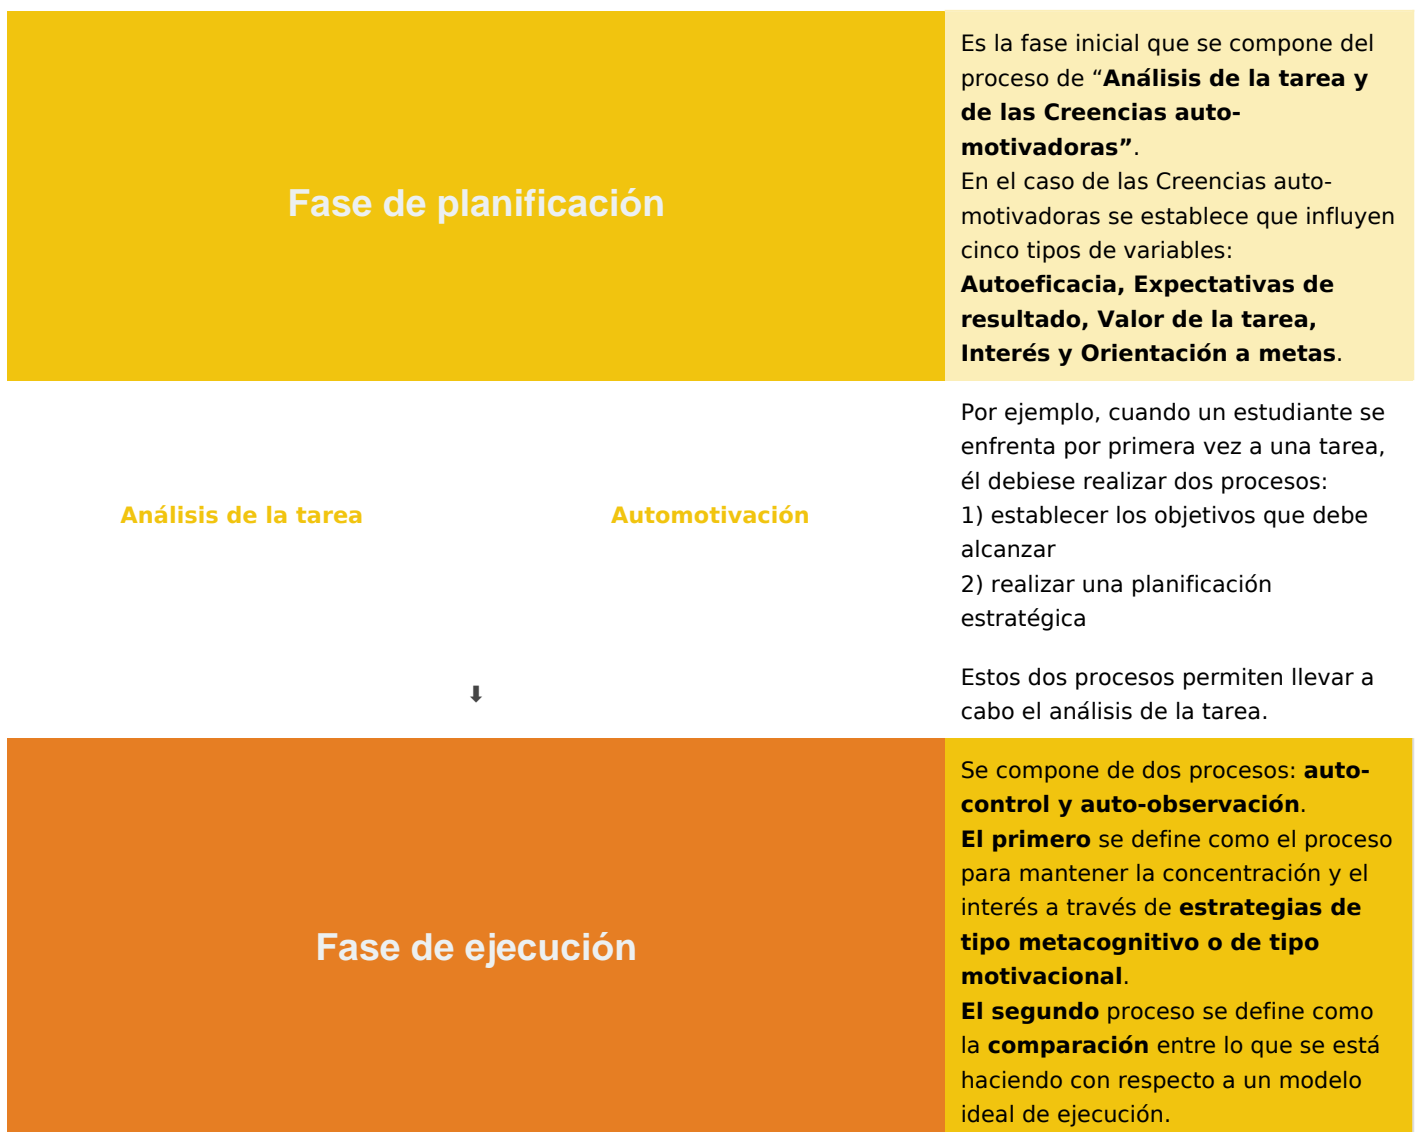 Fase de planificación
Es la fase inicial que se compone del
proceso de “Análisis de la tarea y
de las Creencias auto-
motivadoras”.
En el caso de las Creencias auto-
motivadoras se establece que influyen
cinco tipos de variables:
Autoeficacia, Expectativas de
resultado, Valor de la tarea,
Interés y Orientación a metas.
Análisis de la tarea
Automotivación
Por ejemplo, cuando un estudiante se
enfrenta por primera vez a una tarea,
él debiese realizar dos procesos:
1) establecer los objetivos que debe
alcanzar
2) realizar una planificación
estratégica
⬇
Estos dos procesos permiten llevar a
cabo el análisis de la tarea.
Fase de ejecución
Se compone de dos procesos: auto-
control y auto-observación.
El primero se define como el proceso
para mantener la concentración y el
interés a través de estrategias de
tipo metacognitivo o de tipo
motivacional.
El segundo proceso se define como
la comparación entre lo que se está
haciendo con respecto a un modelo
ideal de ejecución.